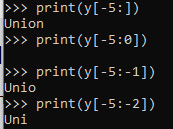 >>> print(y[-5:])
Union
>>> print(y[-5:0])

>>> print(y[-5:-1])
Unio
>>> print(y[-5:-2])
Uni